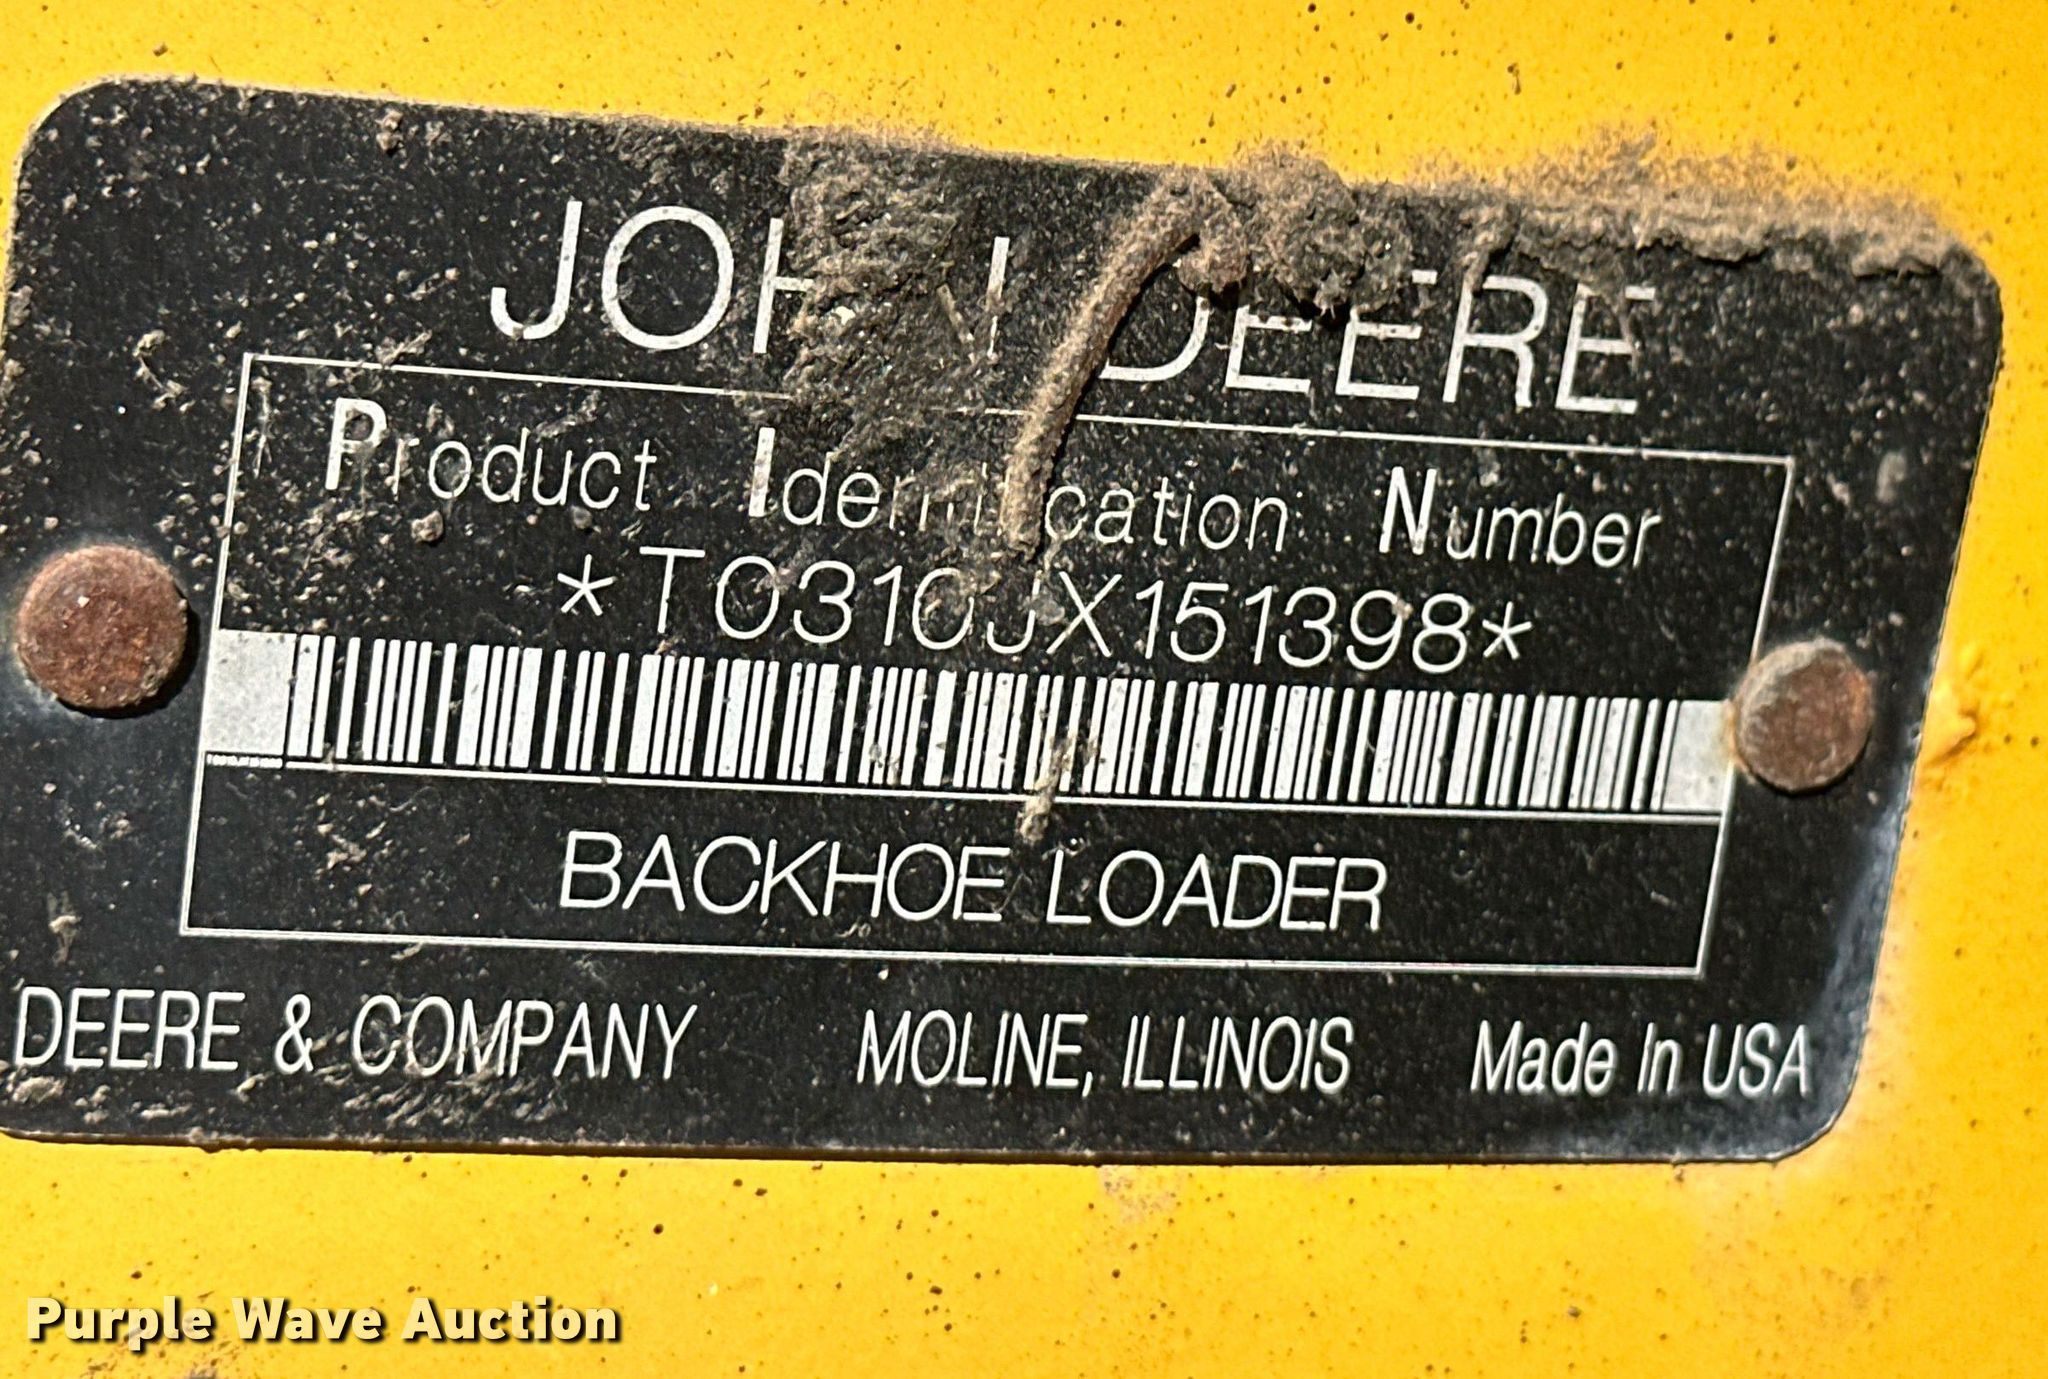 JOHN DEERE
Product Identification Number
*T0310JX151398*
BACKHOE LOADER
DEERE & COMPANY MOLINE, ILLINOIS Made In USA
Purple Wave Auction